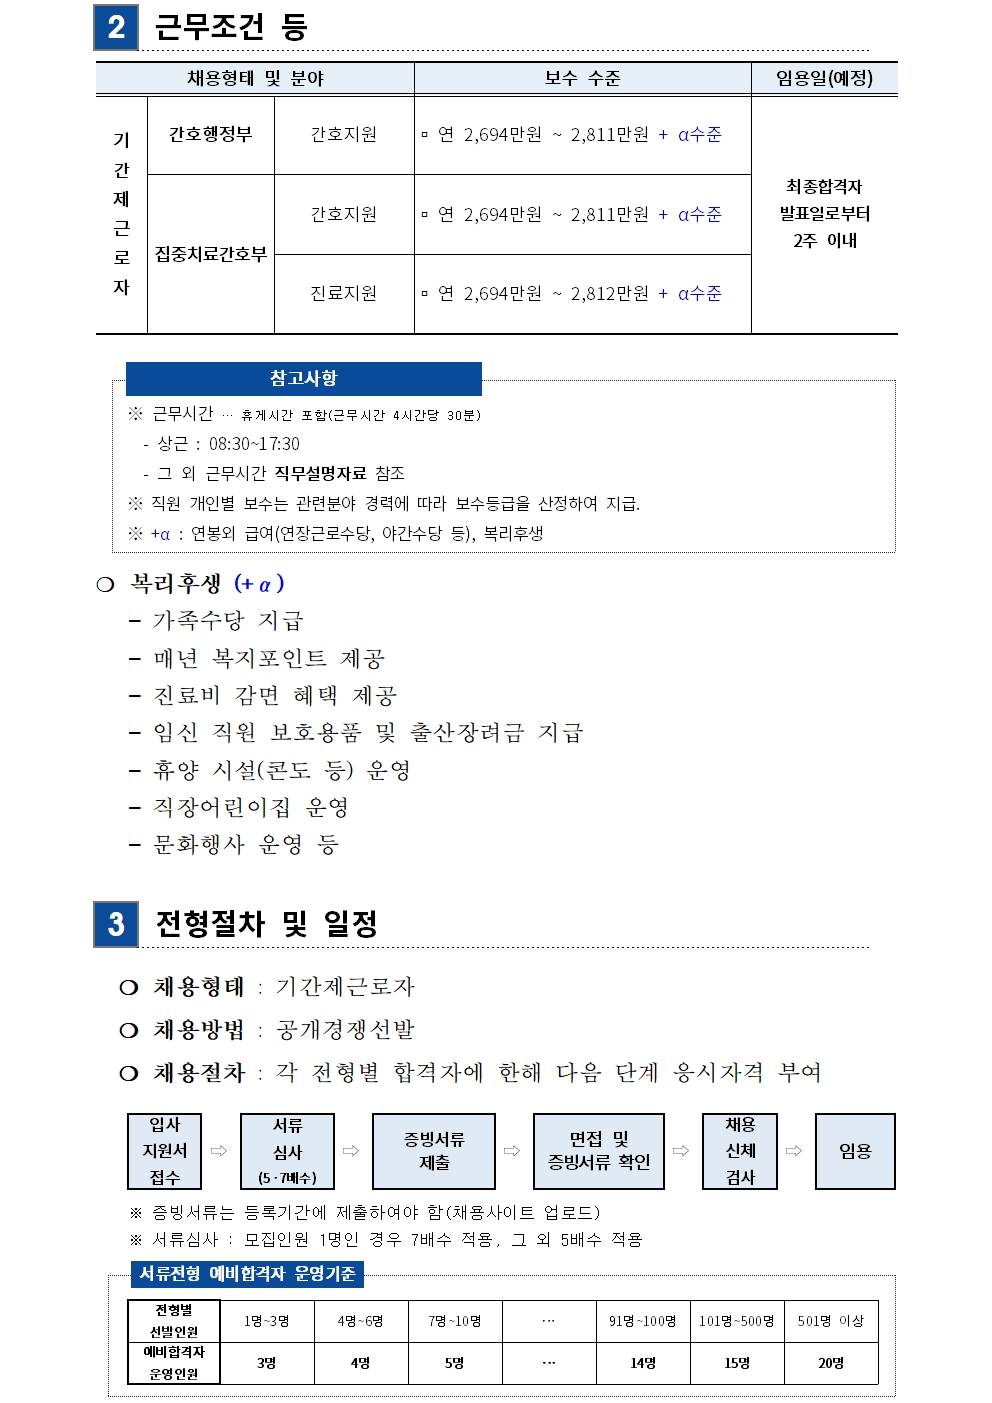 2 근무조건 등
채용형태 및 분야 보수 수준 임용일(예정)
기간제근로자
간호행정부 간호지원 ▫ 연 2,694만원 ~ 2,811만원 + α수준
집중치료간호부 간호지원 ▫ 연 2,694만원 ~ 2,811만원 + α수준
진료지원 ▫ 연 2,694만원 ~ 2,812만원 + α수준
최종합격자
발표일로부터
2주 이내
참고사항
※ 근무시간 … 휴게시간 포함(근무시간 4시간당 30분)
- 상근 : 08:30~17:30
- 그 외 근무시간 직무설명자료 참조
※ 직원 개인별 보수는 관련분야 경력에 따라 보수등급을 산정하여 지급.
※ +α : 연봉외 급여(연장근로수당, 야간수당 등), 복리후생
❍ 복리후생 (+α)
- 가족수당 지급
- 매년 복지포인트 제공
- 진료비 감면 혜택 제공
- 임신 직원 보호용품 및 출산장려금 지급
- 휴양 시설(콘도 등) 운영
- 직장어린이집 운영
- 문화행사 운영 등
3 전형절차 및 일정
❍ 채용형태 : 기간제근로자
❍ 채용방법 : 공개경쟁선발
❍ 채용절차 : 각 전형별 합격자에 한해 다음 단계 응시자격 부여
입사
지원서
접수
⇨
서류
심사
(5·7배수)
⇨
증빙서류
제출
⇨
면접 및
증빙서류 확인
⇨
채용
신체
검사
⇨
임용
※ 증빙서류는 등록기간에 제출하여야 함(채용사이트 업로드)
※ 서류심사 : 모집인원 1명인 경우 7배수 적용, 그 외 5배수 적용
서류전형 예비합격자 운영기준
전형별
선발인원
1명~3명 4명~6명 7명~10명 … 91명~100명 101명~500명 501명 이상
예비합격자
운영인원
3명 4명 5명 … 14명 15명 20명